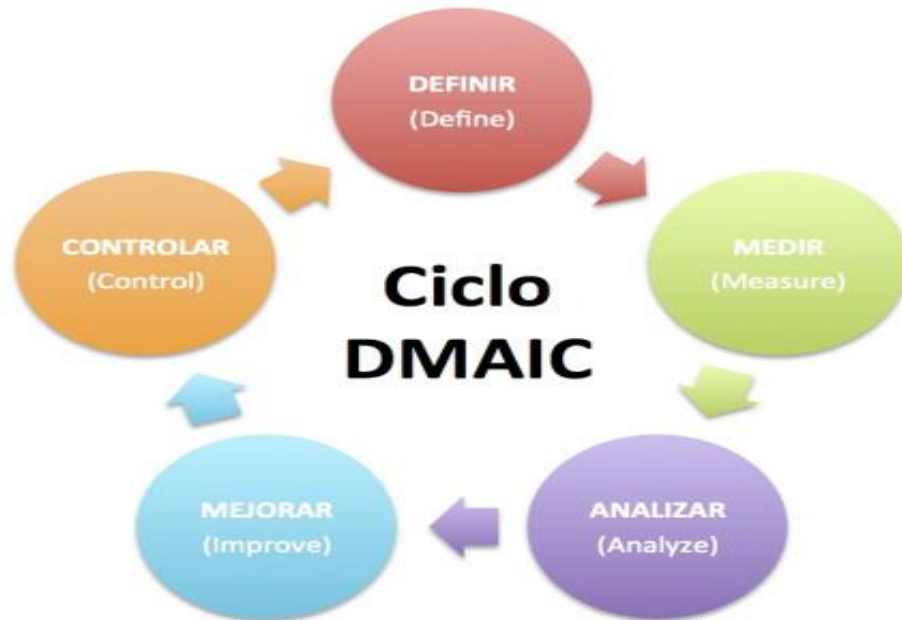 DEFINIR
(Define)
MEDIR
(Measure)
ANALIZAR
(Analyze)
MEJORAR
(Improve)
CONTROLAR
(Control)
Ciclo
DMAIC